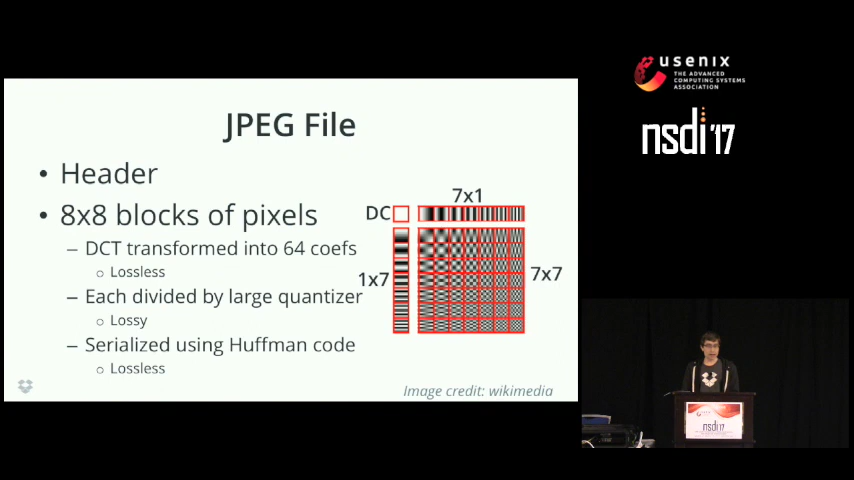 JPEG File
• Header
• 8x8 blocks of pixels
– DCT transformed into 64 coefs
○ Lossless
– Each divided by large quantizer
○ Lossy
– Serialized using Huffman code
○ Lossless
7x1
DC
1x7
7x7
Image credit: wikimedia
usenix
THE ADVANCED
COMPUTING SYSTEMS
ASSOCIATION
nsdi '17
nsdi'17